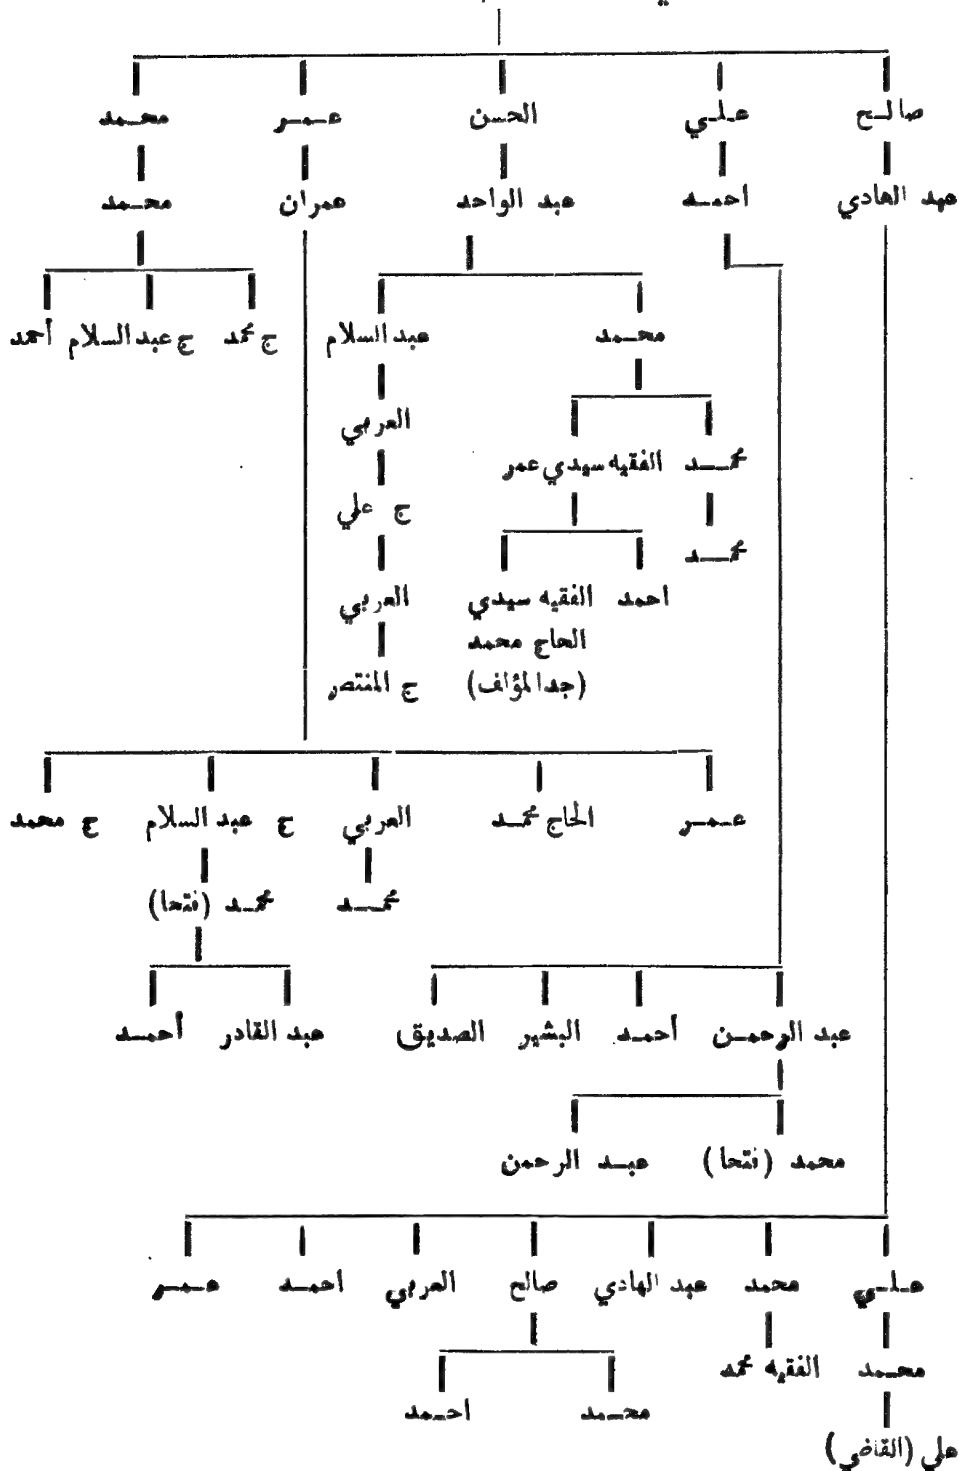 صالح علي الحسن عمر محمد
عبد الهادي احمد عبد الواحد عمران محمد
محمد عبد السلام ج محمد ج عبد السلام أحمد
العربي
محمد الفقيه سيدي عمر
ج علي
محمد
احمد الفقيه سيدي العربي
الحاج محمد
(جد المؤلف) ج المنتصر
عمر الحاج محمد العربي ج عبد السلام ج محمد
محمد محمد (فتحا)
عبد الرحمن أحمد البشير الصديق عبد القادر أحمد
محمد (فتحا) عبد الرحمن
علي محمد عبد الهادي صالح العربي احمد عمر
محمد الفقيه محمد
محمد احمد
علي (القاضي)